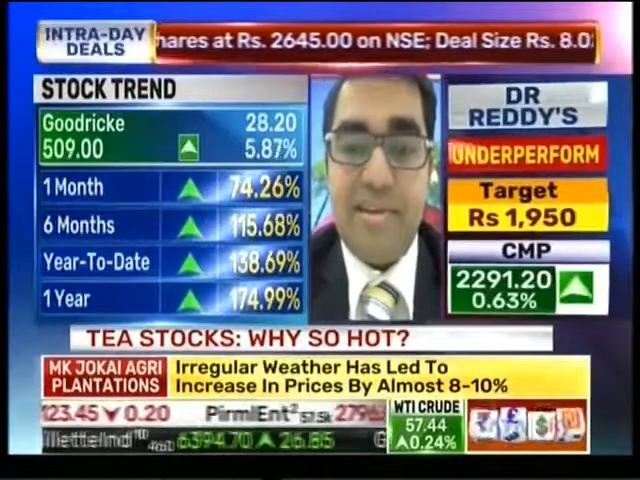 INTRA-DAY
DEALS
hares at Rs. 2645.00 on NSE; Deal Size Rs. 8.0
STOCK TREND
Goodricke 28.20
509.00 5.87%
1 Month 74.26%
6 Months 115.68%
Year-To-Date 138.69%
1 Year 174.99%
DR
REDDY'S
UNDERPERFORM
Target
Rs 1,950
CMP
2291.20
0.63%
TEA STOCKS: WHY SO HOT?
MK JOKAI AGRI
PLANTATIONS
Irregular Weather Has Led To
Increase In Prices By Almost 8-10%
123.45 0.20 PirmlEnt 57.5k 2796
6394.70 26.85
WTI CRUDE
57.44
0.24%